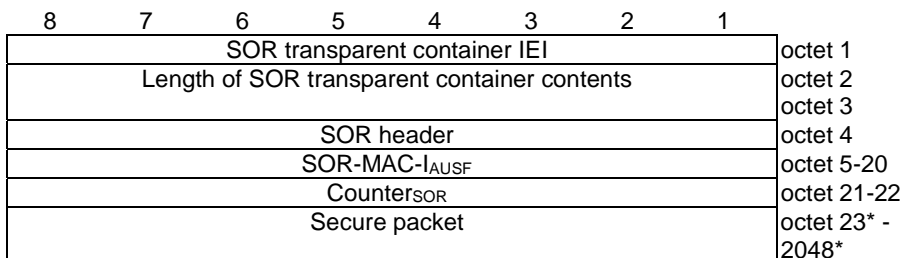 8 7 6 5 4 3 2 1
SOR transparent container IEI octet 1
Length of SOR transparent container contents octet 2
octet 3
SOR header octet 4
SOR-MAC-IAUSF octet 5-20
CounterSOR octet 21-22
Secure packet octet 23* -
2048*